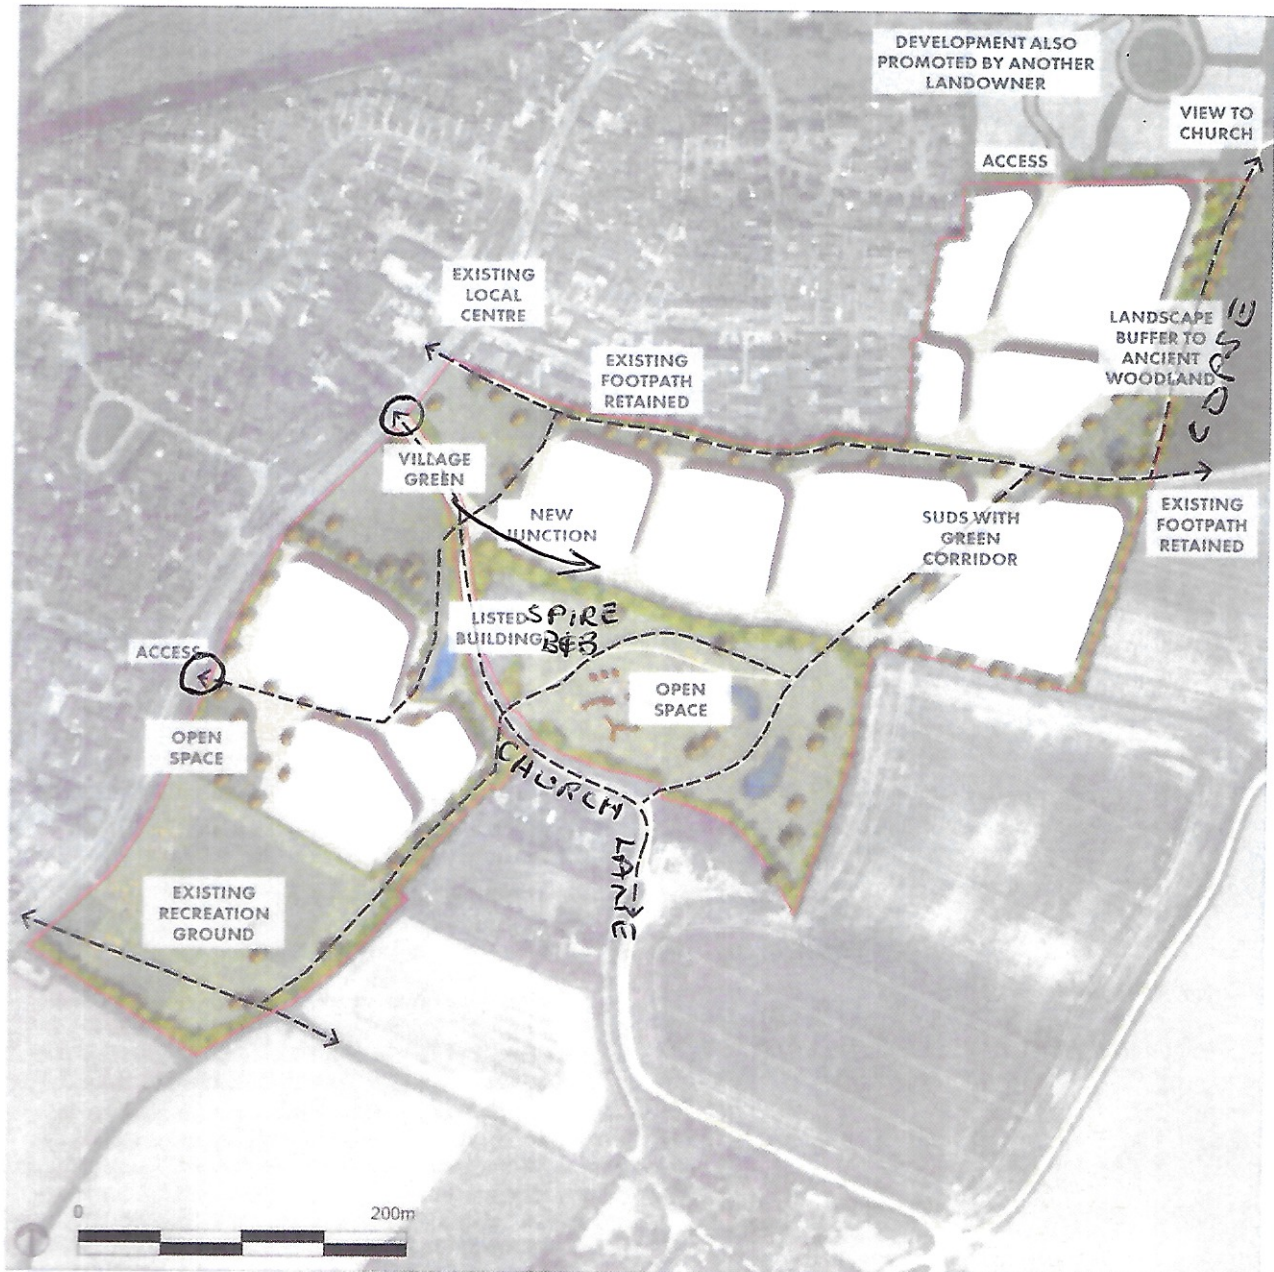 DEVELOPMENT ALSO
PROMOTED BY ANOTHER
LANDOWNER
VIEW TO
CHURCH
ACCESS
EXISTING
LOCAL
CENTRE
LANDSCAPE
BUFFER TO
ANCIENT
WOODLAND
COPSE
EXISTING
FOOTPATH
RETAINED
VILLAGE
GREEN
NEW
JUNCTION
SUDS WITH
GREEN
CORRIDOR
EXISTING
FOOTPATH
RETAINED
LISTED
BUILDING
SPIRE
B&B
ACCESS
OPEN
SPACE
OPEN
SPACE
CHURCH LANE
EXISTING
RECREATION
GROUND
0 200m